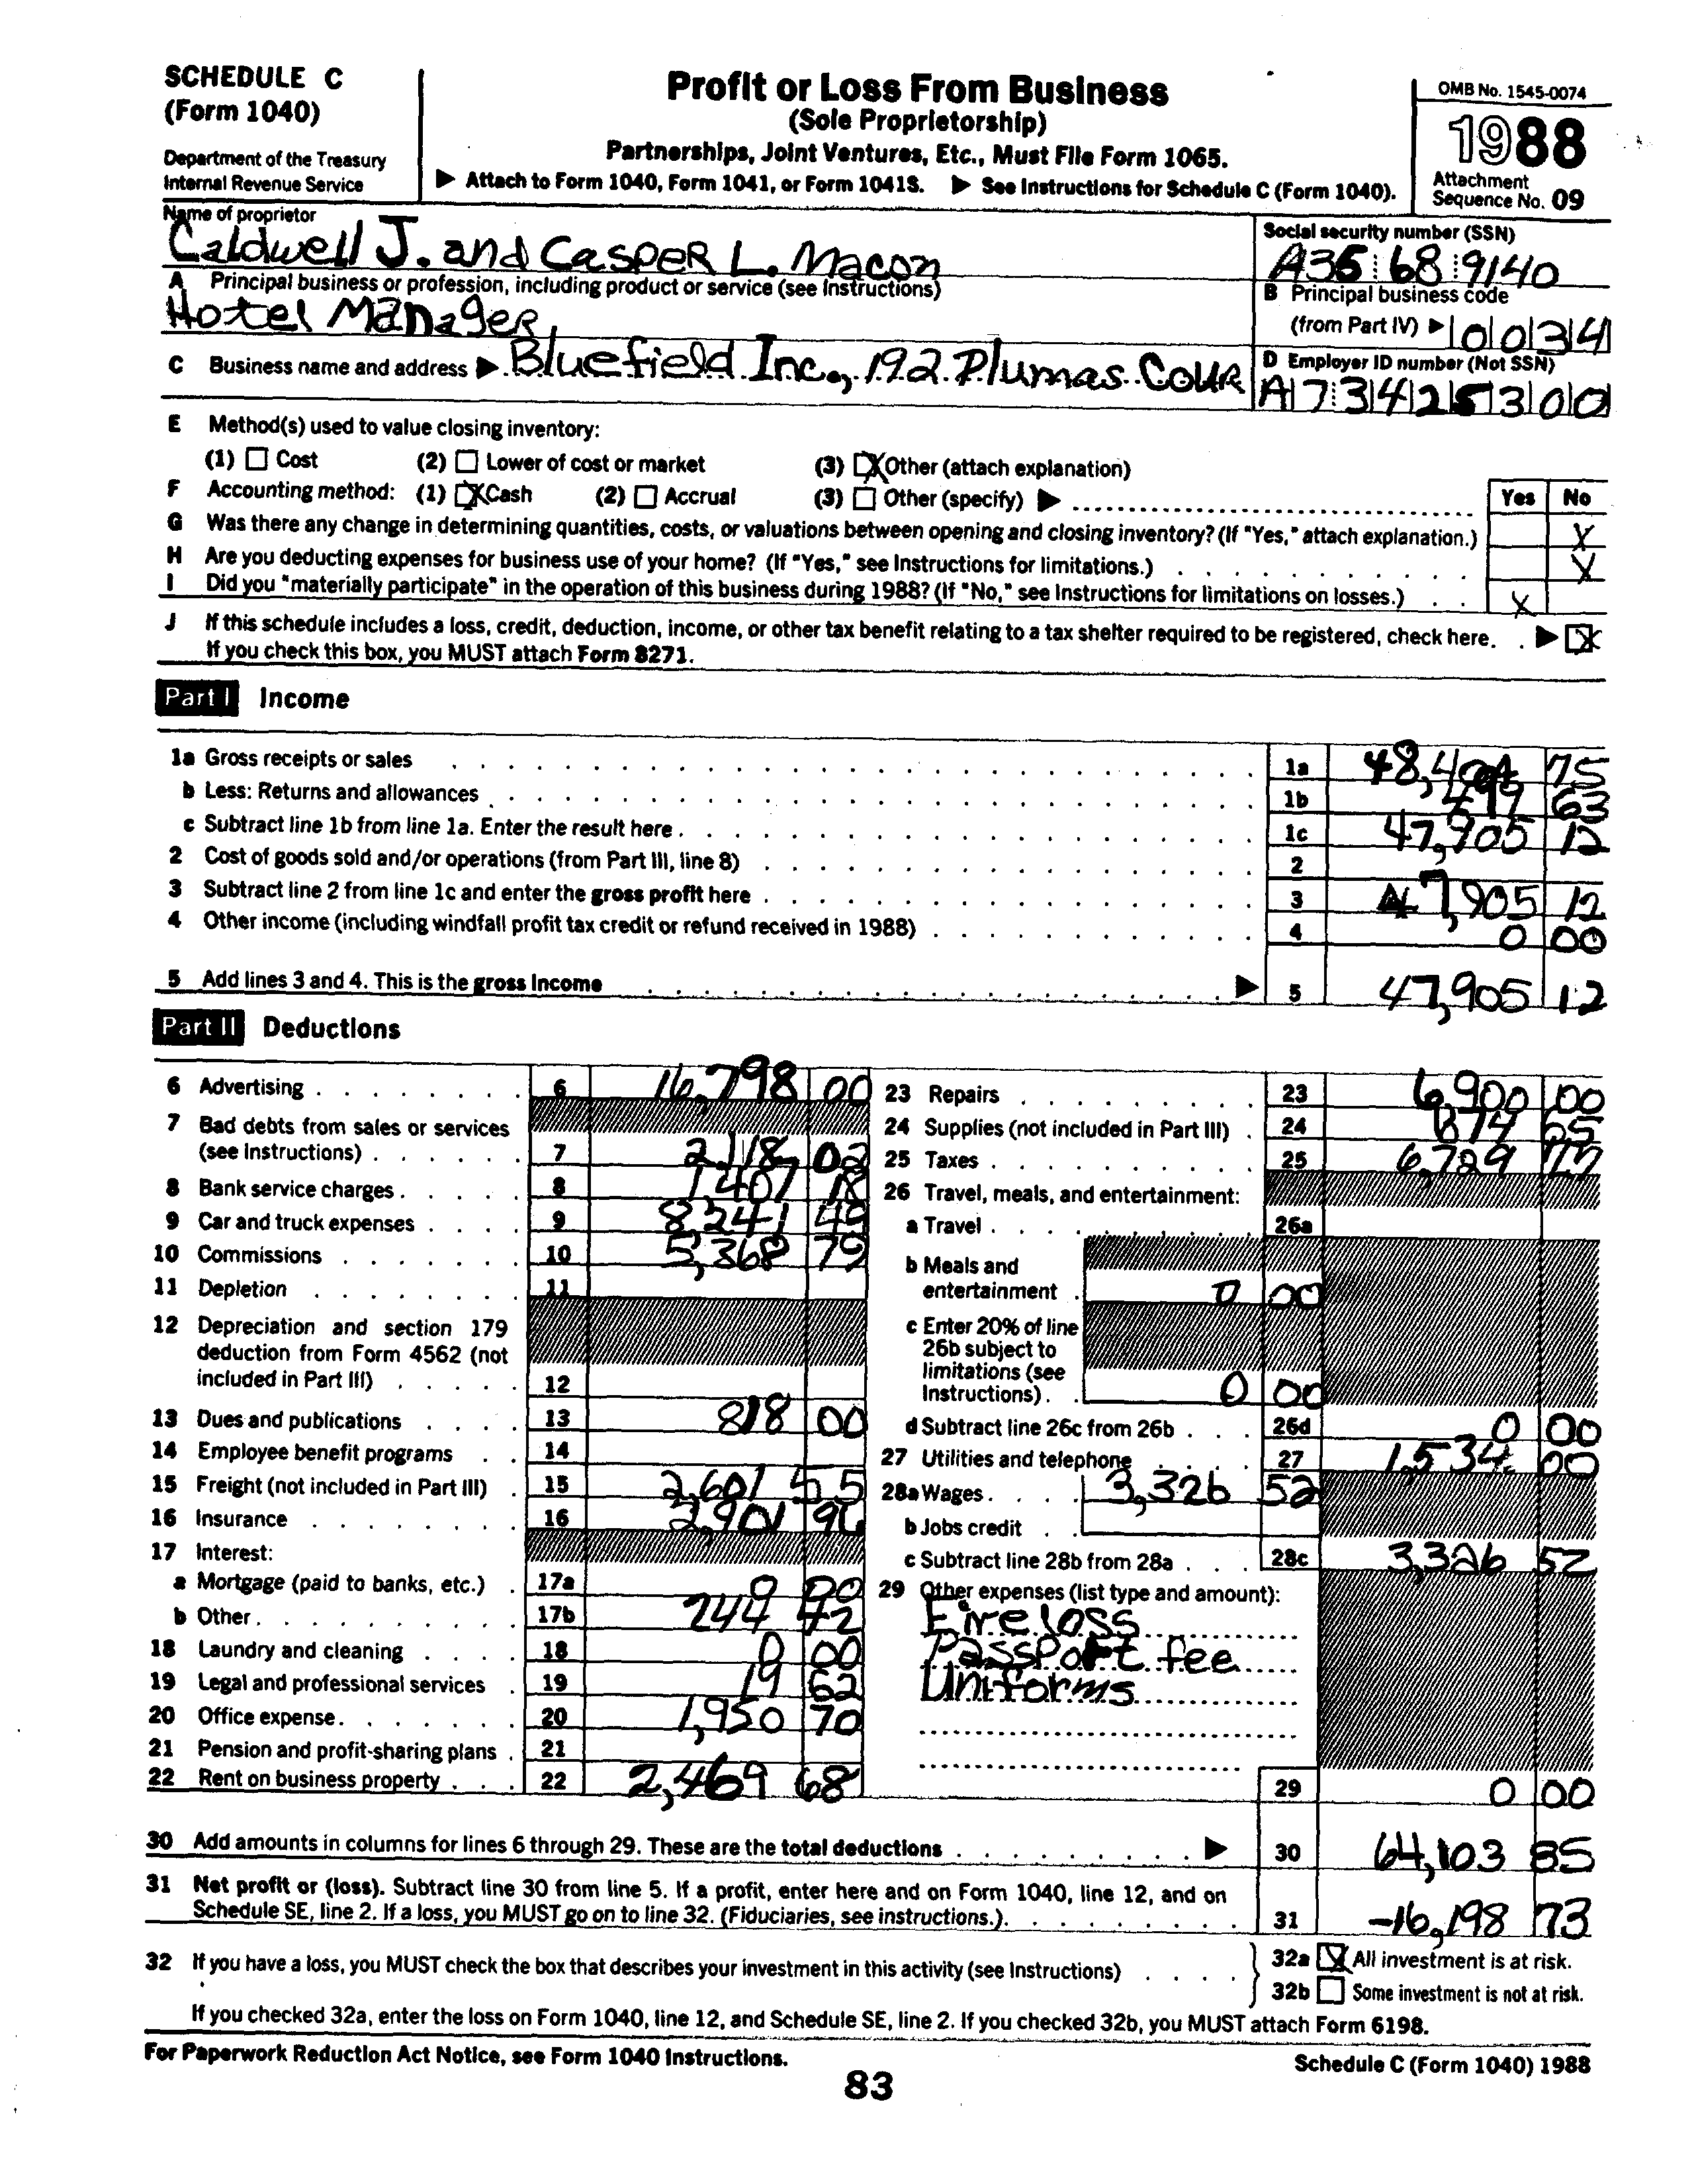 SCHEDULE C
(Form 1040)
Department of the Treasury
Internal Revenue Service
Profit or Loss From Business
(Sole Proprietorship)
Partnerships, Joint Ventures, Etc., Must File Form 1065.
▶ Attach to Form 1040, Form 1041, or Form 1041S. ▶ See Instructions for Schedule C (Form 1040).
OMB No. 1545-0074
1988
Attachment
Sequence No. 09
Name of proprietor
Caldwell J. and Casper L. Macon
Social security number (SSN)
A35 68 9140
A Principal business or profession, including product or service (see Instructions)
Hotel Manager
B Principal business code
(from Part IV) ▶ 0034
C Business name and address ▶ Bluefield Inc., 192 Plumas Cour
D Employer ID number (Not SSN)
A73425300
E Method(s) used to value closing inventory:
(1) Cost (2) Lower of cost or market (3) X Other (attach explanation)
F Accounting method: (1) X Cash (2) Accrual (3) Other (specify) ▶
Yes No
G Was there any change in determining quantities, costs, or valuations between opening and closing inventory? (If "Yes," attach explanation.) X
H Are you deducting expenses for business use of your home? (If "Yes," see Instructions for limitations.) X
I Did you "materially participate" in the operation of this business during 1988? (If "No," see Instructions for limitations on losses.) X
J If this schedule includes a loss, credit, deduction, income, or other tax benefit relating to a tax shelter required to be registered, check here. ▶ X
If you check this box, you MUST attach Form 8271.
Part I Income
1a Gross receipts or sales 1a 48,404 75
b Less: Returns and allowances 1b 499 63
c Subtract line 1b from line 1a. Enter the result here 1c 47,905 12
2 Cost of goods sold and/or operations (from Part III, line 8) 2
3 Subtract line 2 from line 1c and enter the gross profit here 3 47,905 12
4 Other income (including windfall profit tax credit or refund received in 1988) 4 0 00
5 Add lines 3 and 4. This is the gross income ▶ 5 47,905 12
Part II Deductions
6 Advertising 6 16,798 00
7 Bad debts from sales or services
(see Instructions) 7 2,118 02
8 Bank service charges 8 1,407 18
9 Car and truck expenses 9 8,241 49
10 Commissions 10 5,368 79
11 Depletion 11
12 Depreciation and section 179
deduction from Form 4562 (not
included in Part III) 12
13 Dues and publications 13 818 00
14 Employee benefit programs 14
15 Freight (not included in Part III) 15 2,601 55
16 Insurance 16 2,901 96
17 Interest:
a Mortgage (paid to banks, etc.) 17a 0 00
b Other 17b 244 42
18 Laundry and cleaning 18 0 00
19 Legal and professional services 19 19 62
20 Office expense 20 1,950 70
21 Pension and profit-sharing plans 21
22 Rent on business property 22 2,469 68
23 Repairs 23 6,900 00
24 Supplies (not included in Part III) 24 674
25 Taxes 25 6,729 77
26 Travel, meals, and entertainment:
a Travel 26a
b Meals and
entertainment 0 00
c Enter 20% of line
26b subject to
limitations (see
Instructions) 0 00
d Subtract line 26c from 26b 26d 0 00
27 Utilities and telephone 27 1,534 00
28a Wages 3,326 52
b Jobs credit
c Subtract line 28b from 28a 28c 3,326 52
29 Other expenses (list type and amount):
Fire loss
Passport fee
Uniforms
29 0 00
30 Add amounts in columns for lines 6 through 29. These are the total deductions ▶ 30 64,103 85
31 Net profit or (loss). Subtract line 30 from line 5. If a profit, enter here and on Form 1040, line 12, and on
Schedule SE, line 2. If a loss, you MUST go on to line 32. (Fiduciaries, see instructions.) 31 -16,198 73
32 If you have a loss, you MUST check the box that describes your investment in this activity (see Instructions)
32a X All investment is at risk.
32b Some investment is not at risk.
If you checked 32a, enter the loss on Form 1040, line 12, and Schedule SE, line 2. If you checked 32b, you MUST attach Form 6198.
For Paperwork Reduction Act Notice, see Form 1040 Instructions.
Schedule C (Form 1040) 1988
83